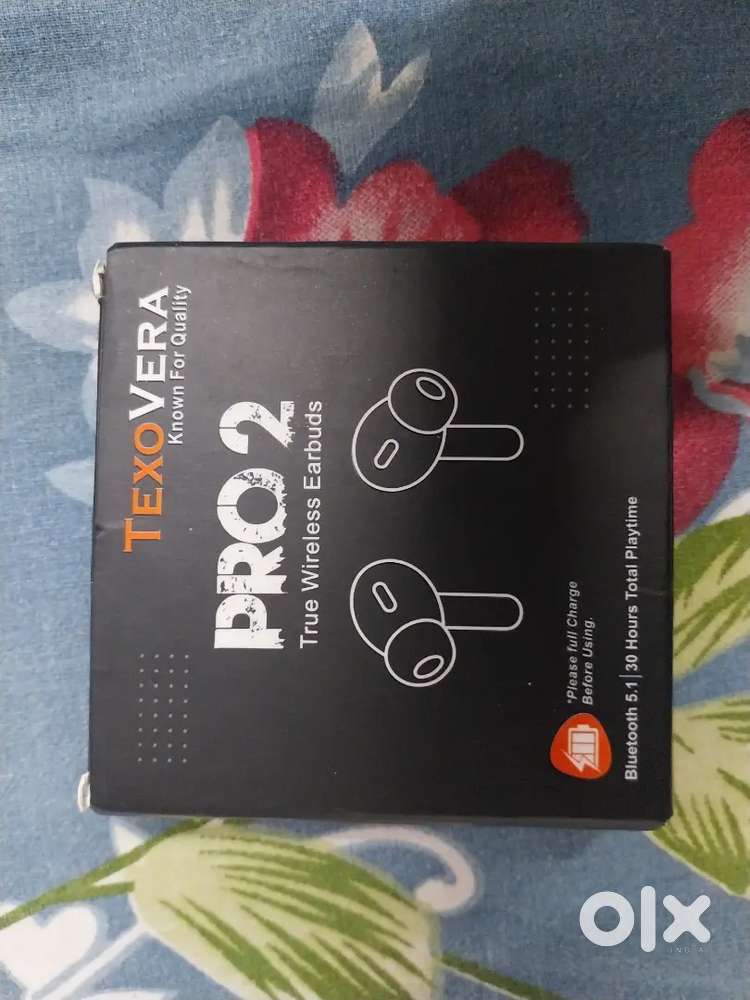 TEXOVERA
Known For Quality
PRO 2
True Wireless Earbuds
*Please full Charge
Before Using.
Bluetooth 5.1|30 Hours Total Playtime
olx
INDIA